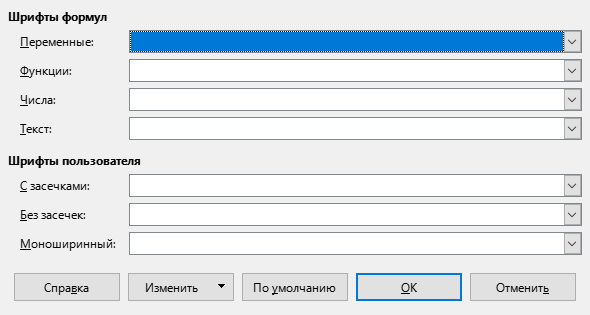 Шрифты формул
Переменные:
Функции:
Числа:
Текст:
Шрифты пользователя
С засечками:
Без засечек:
Моноширинный:
Справка Изменить По умолчанию OK Отменить